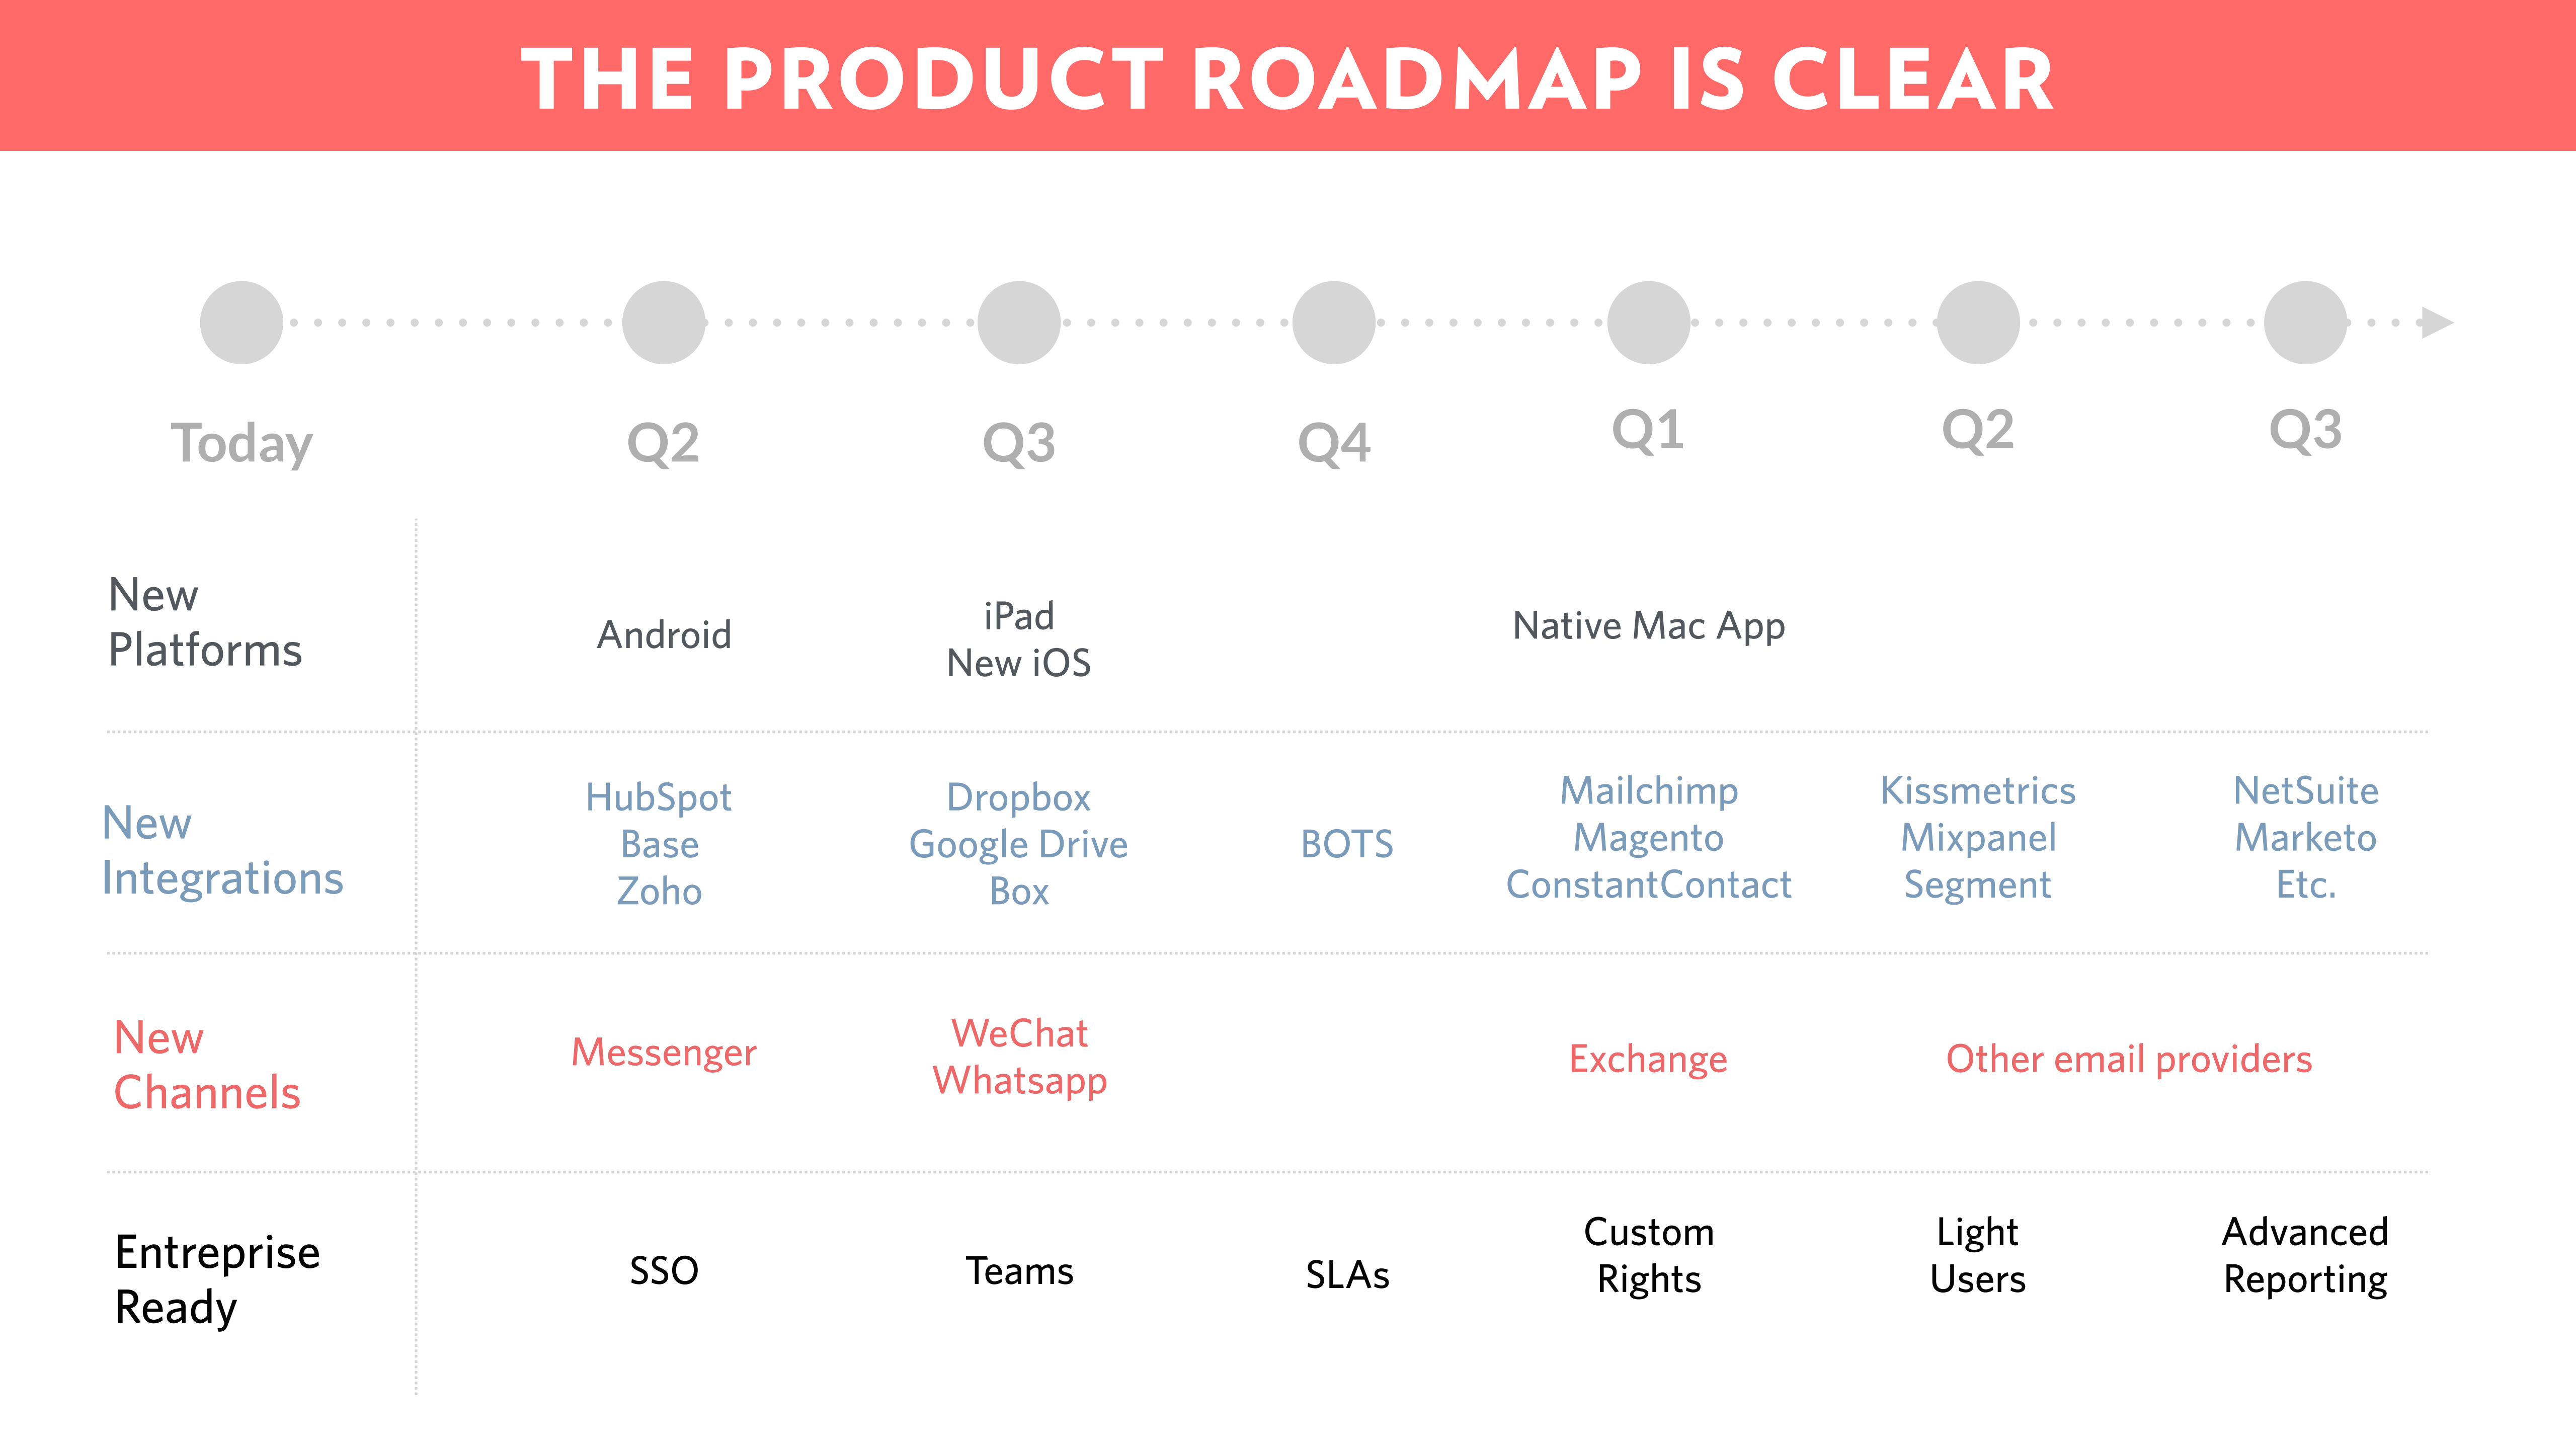 THE PRODUCT ROADMAP IS CLEAR
Today
Q2
Q3
Q4
Q1
Q2
Q3
New
Platforms
Android
iPad
New iOS
Native Mac App
New
Integrations
HubSpot
Base
Zoho
Dropbox
Google Drive
Box
BOTS
Mailchimp
Magento
ConstantContact
Kissmetrics
Mixpanel
Segment
NetSuite
Marketo
Etc.
New
Channels
Messenger
WeChat
Whatsapp
Exchange
Other email providers
Entreprise
Ready
SSO
Teams
SLAs
Custom
Rights
Light
Users
Advanced
Reporting